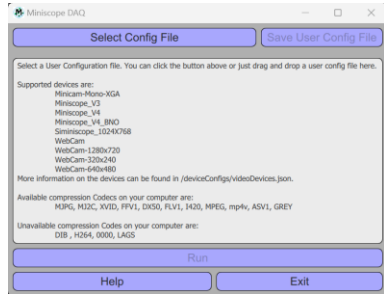 Miniscope DAQ
Select Config File
Save User Config File
Select a User Configuration file. You can click the button above or just drag and drop a user config file here.
Supported devices are:
Minicam-Mono-XGA
Miniscope_V3
Miniscope_V4
Miniscope_V4_BNO
Siminiscope_1024X768
WebCam
WebCam-1280x720
WebCam-320x240
WebCam-640x480
More information on the devices can be found in /deviceConfigs/videoDevices.json.
Available compression Codecs on your computer are:
MJPG, MJ2C, XVID, FFV1, DX50, FLV1, I420, MPEG, mp4v, ASV1, GREY
Unavailable compression Codes on your computer are:
DIB , H264, 0000, LAGS
Run
Help
Exit